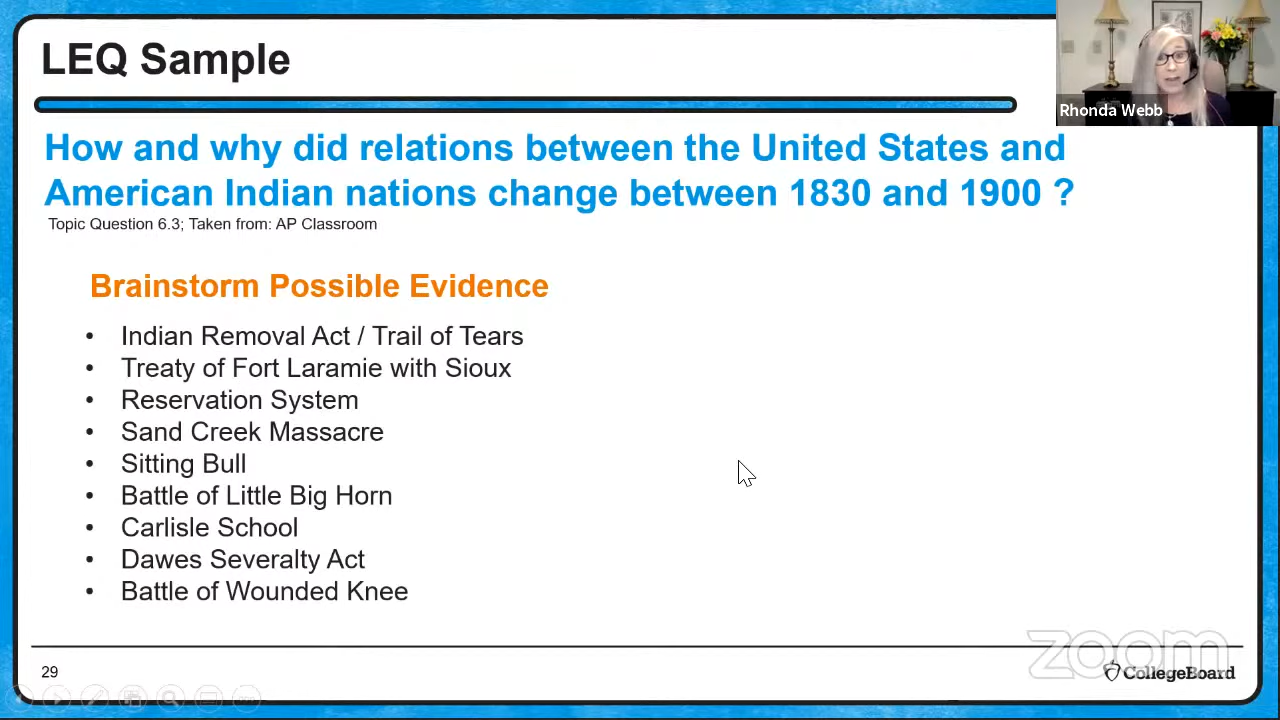 LEQ Sample
Rhonda Webb
How and why did relations between the United States and
American Indian nations change between 1830 and 1900 ?
Topic Question 6.3; Taken from: AP Classroom
Brainstorm Possible Evidence
• Indian Removal Act / Trail of Tears
• Treaty of Fort Laramie with Sioux
• Reservation System
• Sand Creek Massacre
• Sitting Bull
• Battle of Little Big Horn
• Carlisle School
• Dawes Severalty Act
• Battle of Wounded Knee
zoom
29
CollegeBoard